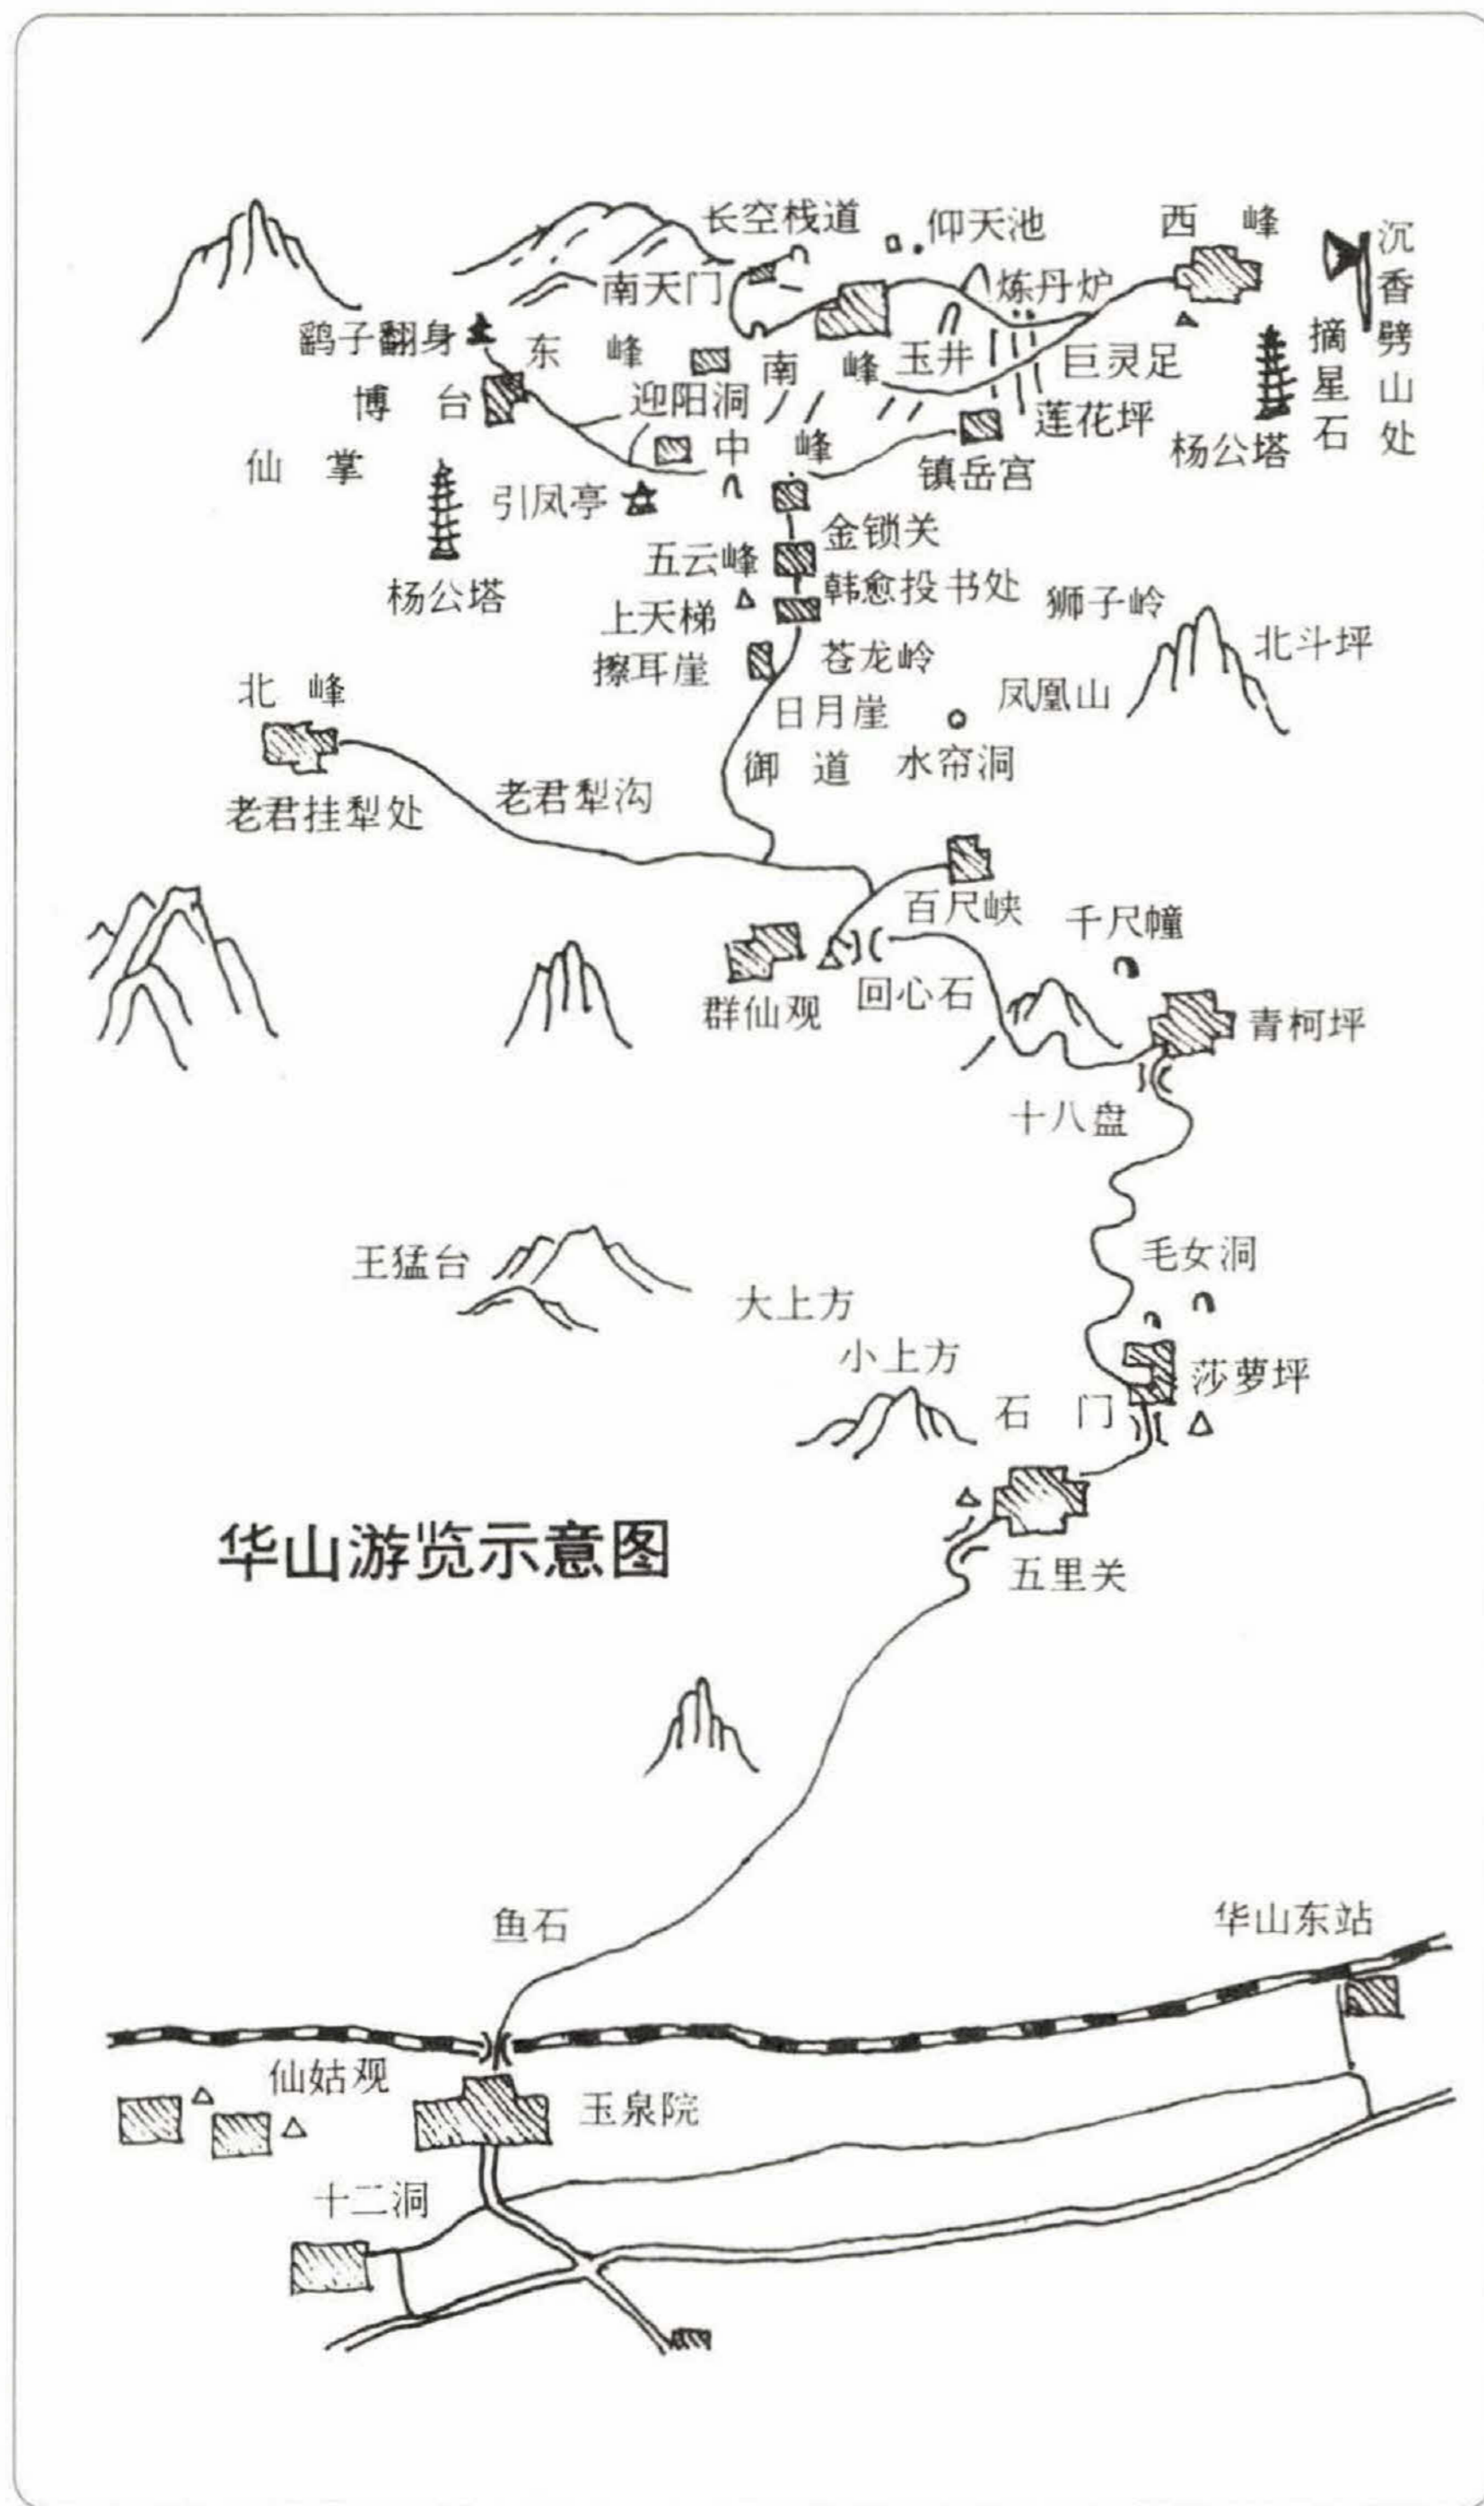 长空栈道
仰天池
西 峰
沉香劈山处
南天门
炼丹炉
鹞子翻身
东 峰
南 峰
玉井
巨灵足
摘星石
博 台
迎阳洞
莲花坪
仙 掌
中 峰
镇岳宫
杨公塔
引凤亭
金锁关
五云峰
韩愈投书处
狮子岭
杨公塔
上天梯
擦耳崖
苍龙岭
北斗坪
北 峰
日月崖
凤凰山
御 道
水帘洞
老君犁沟
老君挂犁处
百尺峡
千尺幢
群仙观
回心石
青柯坪
十八盘
王猛台
毛女洞
大上方
小上方
莎萝坪
石 门
华山游览示意图
五里关
鱼石
华山东站
仙姑观
玉泉院
十二洞